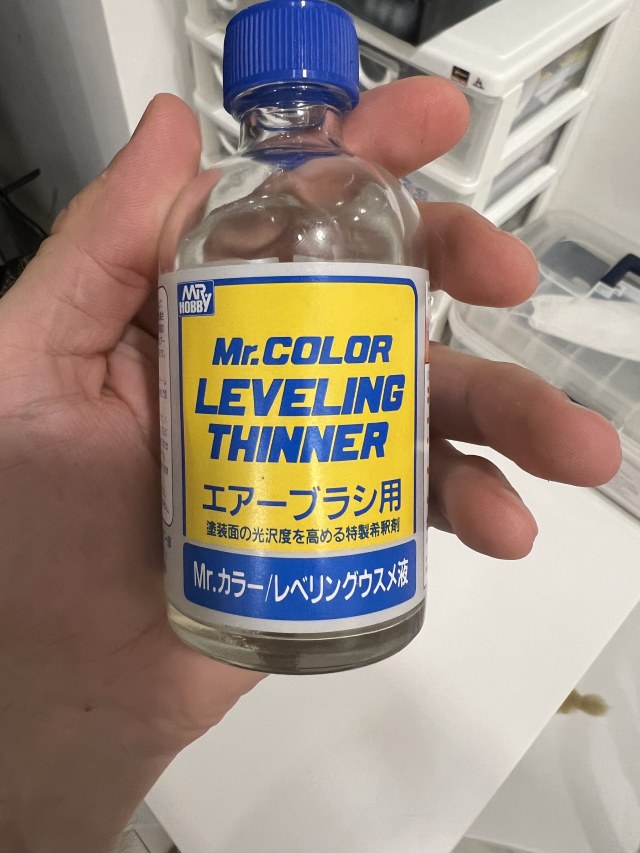 MR.
HOBBY
Mr.COLOR
LEVELING
THINNER
エアーブラシ用
塗装面の光沢度を高める特製希釈剤
Mr.カラー/レベリングウスメ液